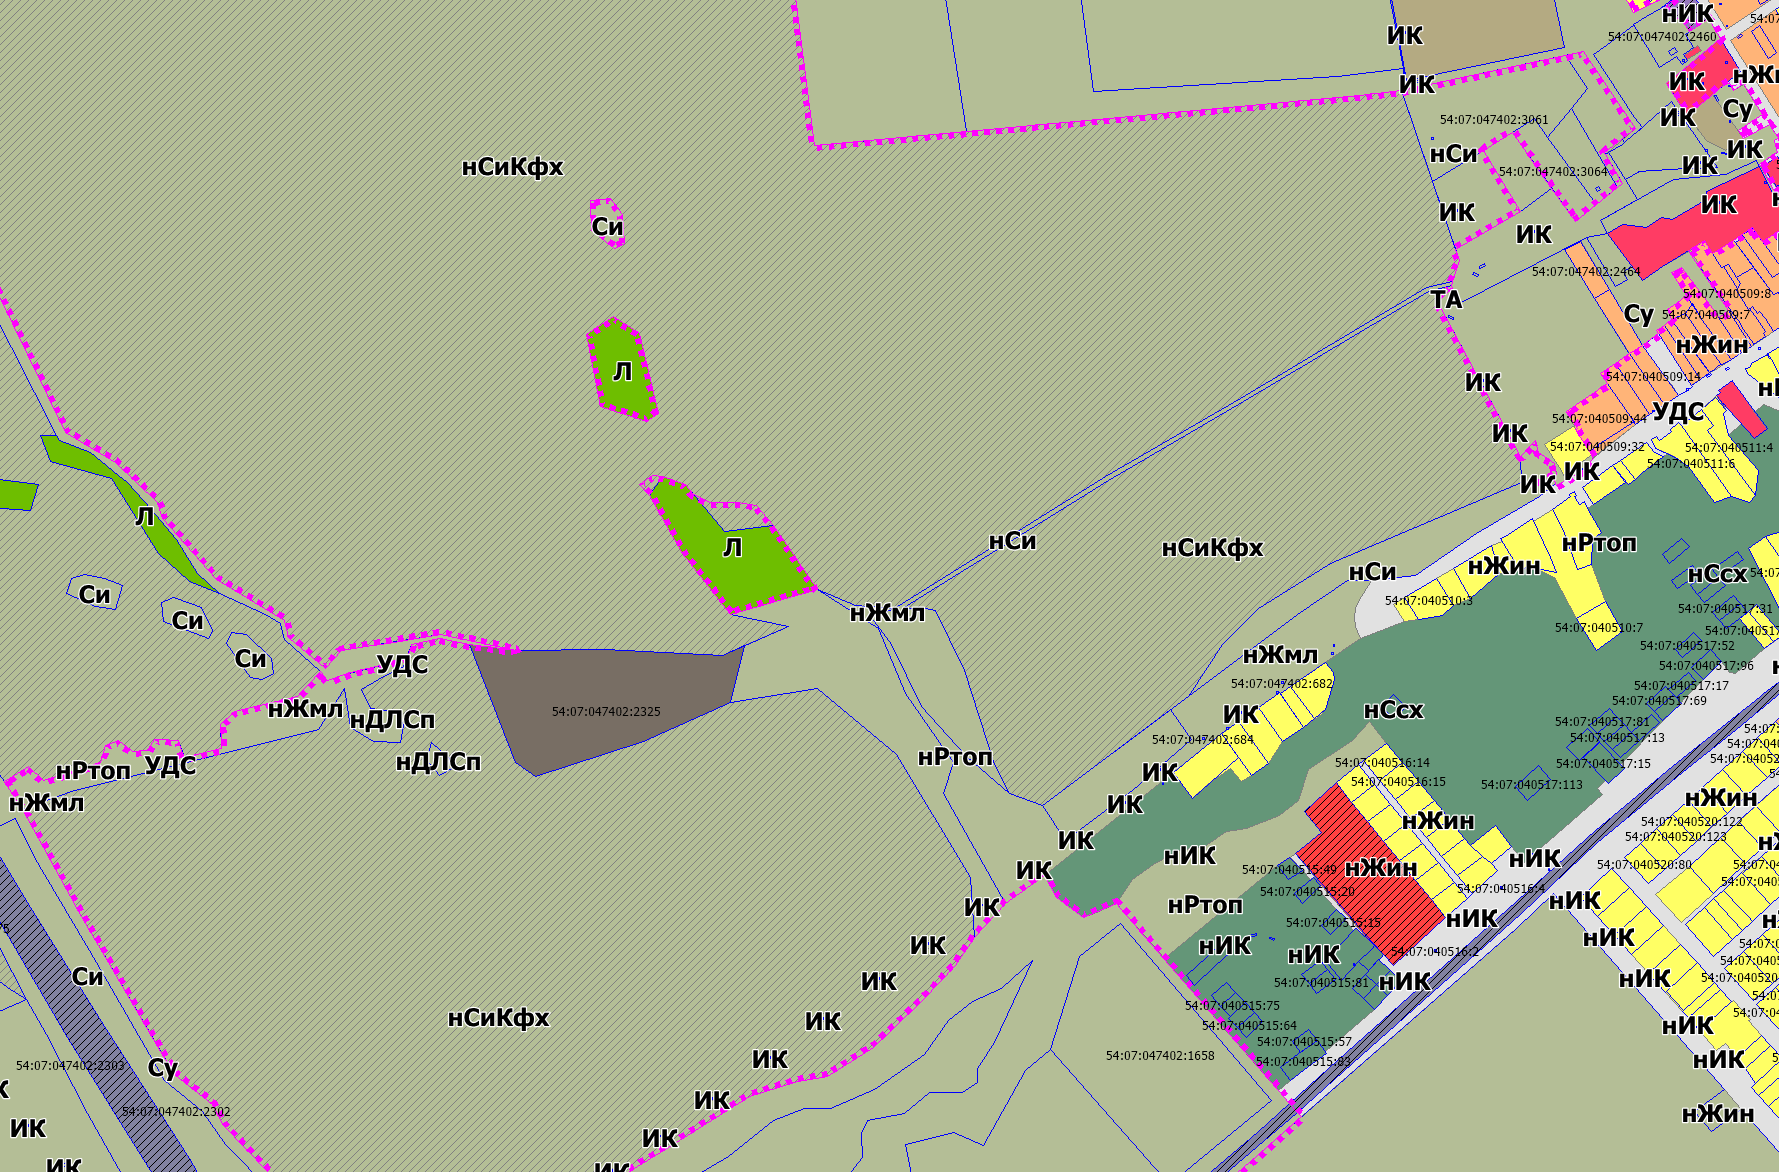 нИК
54:07:047402:2460
ИК
ИК
ИК
Су
ИК
54:07:047402:3061
нСи
ИК
ИК
54:07:047402:3064
нСиКфх
ИК
ИК
Си
ИК
54:07:047402:2464
54:07:040509:8
ТА
Су
54:07:040509:7
нЖин
Л
54:07:040509:14
ИК
УДС
54:07:040509:44
ИК
54:07:040509:32
54:07:040511:4
54:07:040511:6
ИК
ИК
Л
нСи
нСиКфх
нРтоп
Л
нСи
нЖин
нСсх
Си
54:07:040510:3
54:07:040517:31
нЖмл
Си
54:07:040510:7
54:07:040517:52
Си
УДС
нЖмл
54:07:040517:96
54:07:047402:682
54:07:040517:17
54:07:040517:69
нЖмл
нДЛСп
54:07:047402:2325
ИК
нСсх
54:07:040517:81
54:07:047402:684
54:07:040517:13
нДЛСп
нРтоп
54:07:040516:14
54:07:040517:15
нРтоп
УДС
ИК
54:07:040516:15
54:07:040517:113
нЖмл
ИК
нЖин
нЖин
54:07:040520:122
54:07:040520:123
ИК
нИК
нИК
54:07:040520:80
ИК
54:07:040515:49
нЖин
54:07:040515:20
54:07:040516:4
ИК
нРтоп
нИК
нИК
54:07:040515:15
ИК
нИК
нИК
54:07:040516:2
нИК
Си
ИК
54:07:040515:81
нИК
нИК
54:07:040515:75
нСиКфх
ИК
54:07:040515:64
нИК
54:07:040515:57
54:07:047402:1658
54:07:040515:83
ИК
нИК
54:07:047402:2303
Су
ИК
54:07:047402:2302
нЖин
ИК
ИК
ИК
ИК